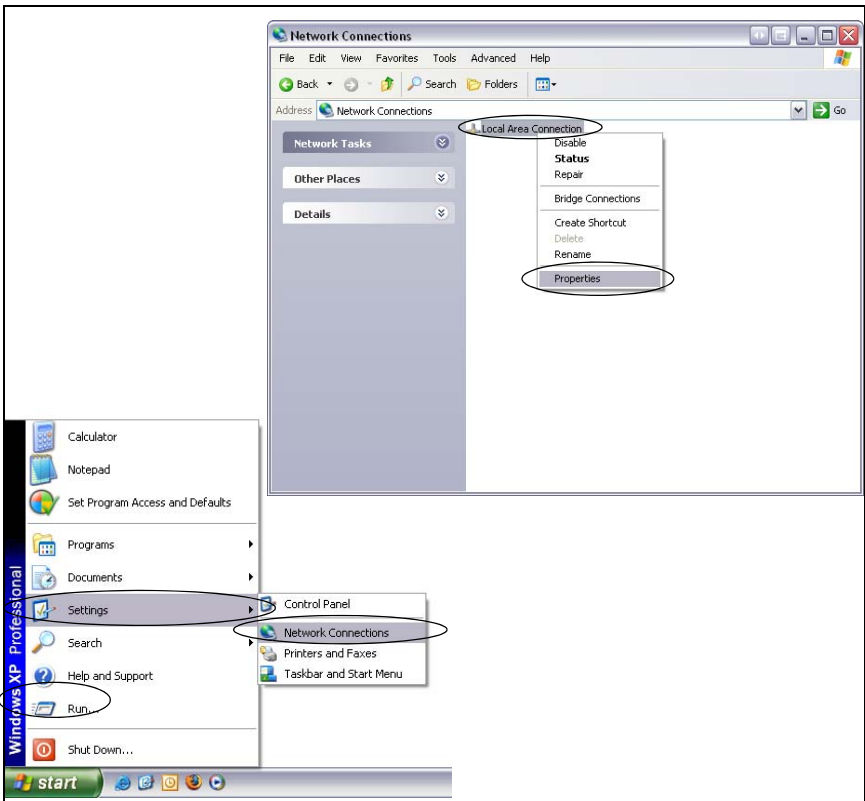 Network Connections
File Edit View Favorites Tools Advanced Help
Back Search Folders
Address Network Connections Go
Network Tasks
Other Places
Details
Local Area Connection
Disable
Status
Repair
Bridge Connections
Create Shortcut
Delete
Rename
Properties
Windows XP Professional
Calculator
Notepad
Set Program Access and Defaults
Programs
Documents
Settings
Search
Help and Support
Run...
Shut Down...
Control Panel
Network Connections
Printers and Faxes
Taskbar and Start Menu
start